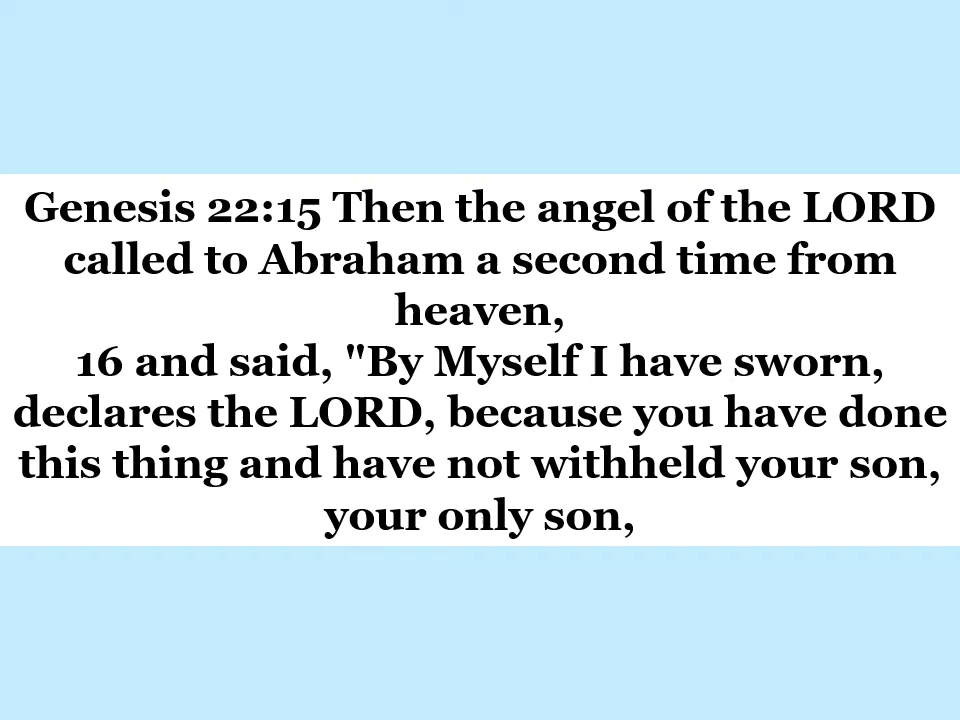 Genesis 22:15 Then the angel of the LORD
called to Abraham a second time from
heaven,
16 and said, "By Myself I have sworn,
declares the LORD, because you have done
this thing and have not withheld your son,
your only son,